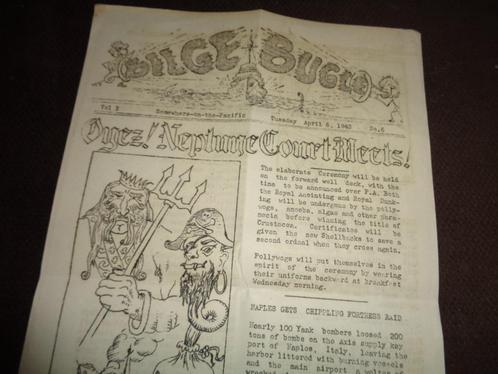 BILGE BUGLE
Vol 2 Somewhere-on-the-Pacific Tuesday April 6, 1943 No.6
Oyez! Neptune Court Meets!
The elaborate Ceremony will be held
on the forward well deck, with the
time to be announced over P.A. Both
the Royal Anointing and Royal Dunk-
ing will be undergone by the polly-
wogs, amoeba, algae and other phara-
mecia before winning the title of
Crustacea. Certificates will be
given the new Shellbacks to save a
second ordeal when they cross again.
Pollywogs will put themselves in the
spirit of the ceremony by wearing
their uniforms backward at breakfast
Wednesday morning.
NAPLES GETS CRIPPLING FORTRESS RAID
Nearly 100 Yank bombers loosed 200
tons of bombs on the Axis supply key
port of Naples, Italy, leaving the
harbor littered with burning vessels
and the main airport a welter of